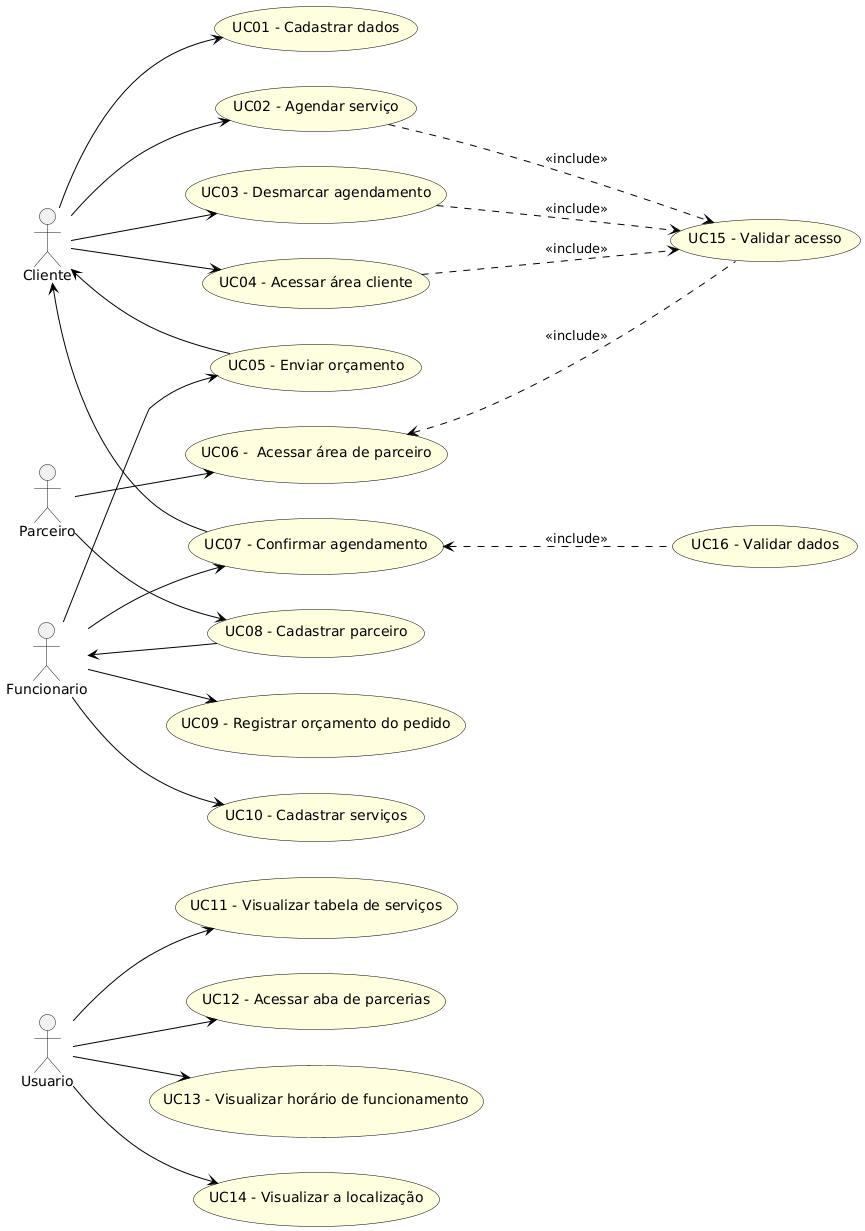 UC01 - Cadastrar dados
UC02 - Agendar serviço
«include»
UC03 - Desmarcar agendamento
«include»
UC15 - Validar acesso
«include»
Cliente
UC04 - Acessar área cliente
«include»
UC05 - Enviar orçamento
UC06 -  Acessar área de parceiro
Parceiro
«include»
UC07 - Confirmar agendamento
UC16 - Validar dados
UC08 - Cadastrar parceiro
Funcionario
UC09 - Registrar orçamento do pedido
UC10 - Cadastrar serviços
UC11 - Visualizar tabela de serviços
UC12 - Acessar aba de parcerias
Usuario
UC13 - Visualizar horário de funcionamento
UC14 - Visualizar a localização